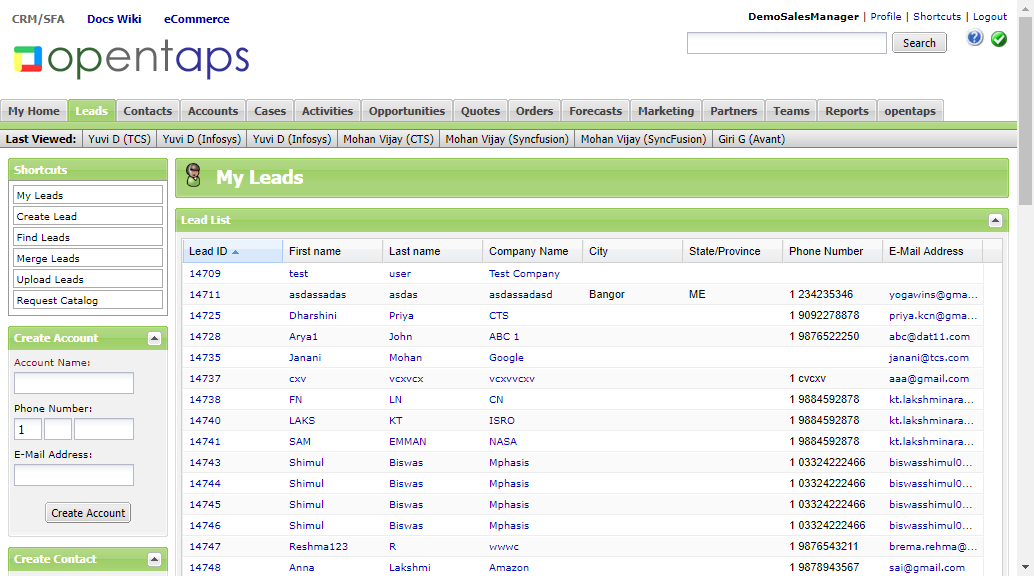 CRM/SFA Docs Wiki eCommerce
DemoSalesManager | Profile | Shortcuts | Logout
opentaps
Search
My Home Leads Contacts Accounts Cases Activities Opportunities Quotes Orders Forecasts Marketing Partners Teams Reports opentaps
Last Viewed: Yuvi D (TCS) Yuvi D (Infosys) Yuvi D (Infosys) Mohan Vijay (CTS) Mohan Vijay (Syncfusion) Mohan Vijay (SyncFusion) Giri G (Avant)
Shortcuts
My Leads
Create Lead
Find Leads
Merge Leads
Upload Leads
Request Catalog
Create Account
Account Name:
Phone Number:
1
E-Mail Address:
Create Account
Create Contact
My Leads
Lead List
Lead ID First name Last name Company Name City State/Province Phone Number E-Mail Address
14709 test user Test Company
14711 asdassadas asdas asdassadasd Bangor ME 1 234235346 yogawins@gma...
14725 Dharshini Priya CTS 1 9092278878 priya.kcn@gma...
14728 Arya1 John ABC 1 1 9876522250 abc@dat11.com
14735 Janani Mohan Google janani@tcs.com
14737 cxv vcxvcx vcxvvcxv 1 cvcxv aaa@gmail.com
14738 FN LN CN 1 9884592878 kt.lakshminara...
14740 LAKS KT ISRO 1 9884592878 kt.lakshminara...
14741 SAM EMMAN NASA 1 9884592878 kt.lakshminara...
14743 Shimul Biswas Mphasis 1 03324222466 biswasshimul0...
14744 Shimul Biswas Mphasis 1 03324222466 biswasshimul0...
14745 Shimul Biswas Mphasis 1 03324222466 biswasshimul0...
14746 Shimul Biswas Mphasis 1 03324222466 biswasshimul0...
14747 Reshma123 R wwwc 1 9876543211 brema.rehma@...
14748 Anna Lakshmi Amazon 1 9878943567 sai@gmail.com